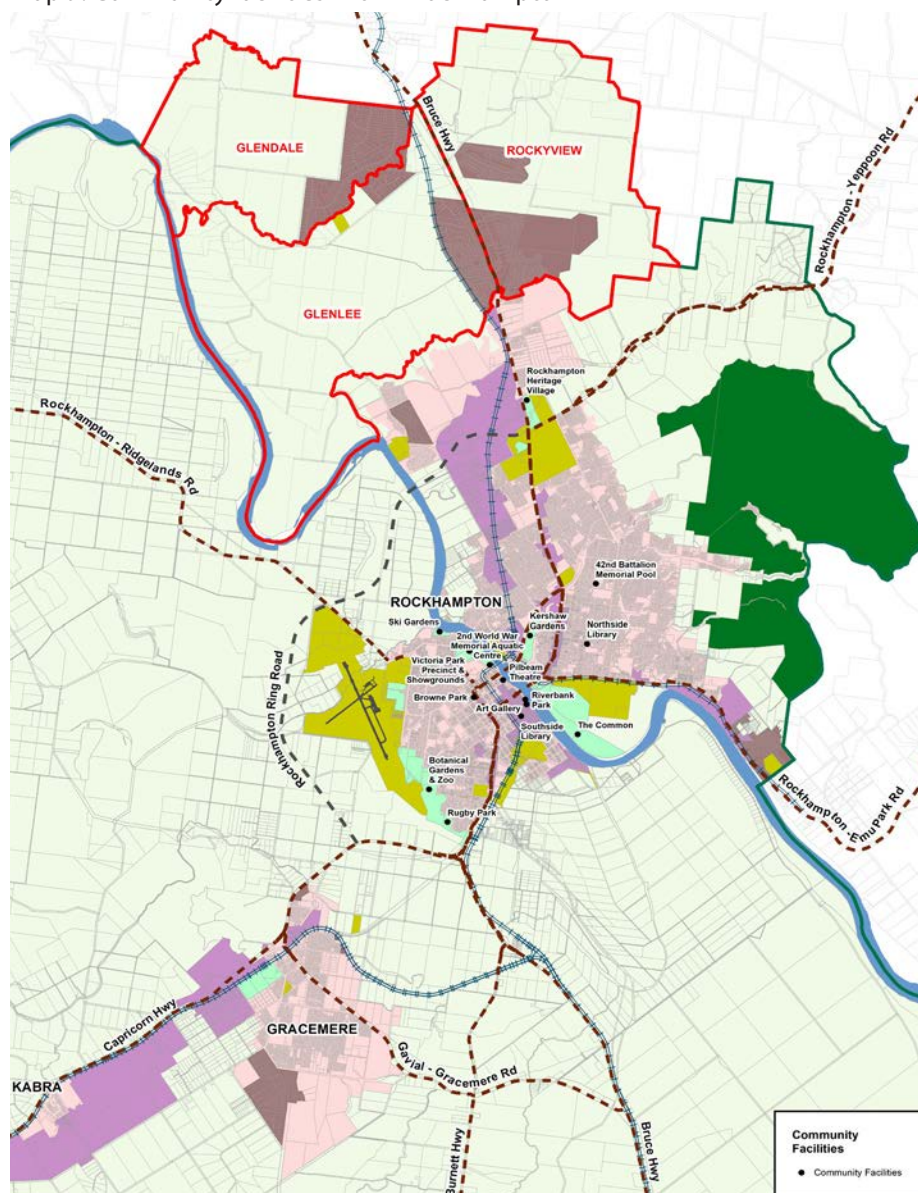 Bruce Hwy
GLENDALE
ROCKYVIEW
Rockhampton - Yeppoon Rd
GLENLEE
Rockhampton
Heritage
Village
Rockhampton - Ridgelands Rd
42nd Battalion
Memorial Pool
ROCKHAMPTON
Ski Gardens
Kershaw
Gardens
2nd World War
Memorial Aquatic
Centre
Northside
Library
Victoria Park
Precinct &
Showgrounds
Pilbeam
Theatre
Browne Park
Riverbank
Park
Art Gallery
The Common
Southside
Library
Rockhampton Ring Road
Botanical
Gardens
& Zoo
Rugby Park
Rockhampton - Emu Park Rd
Capricorn Hwy
GRACEMERE
Gavial - Gracemere Rd
KABRA
Burnett Hwy
Bruce Hwy
Community
Facilities
Community Facilities